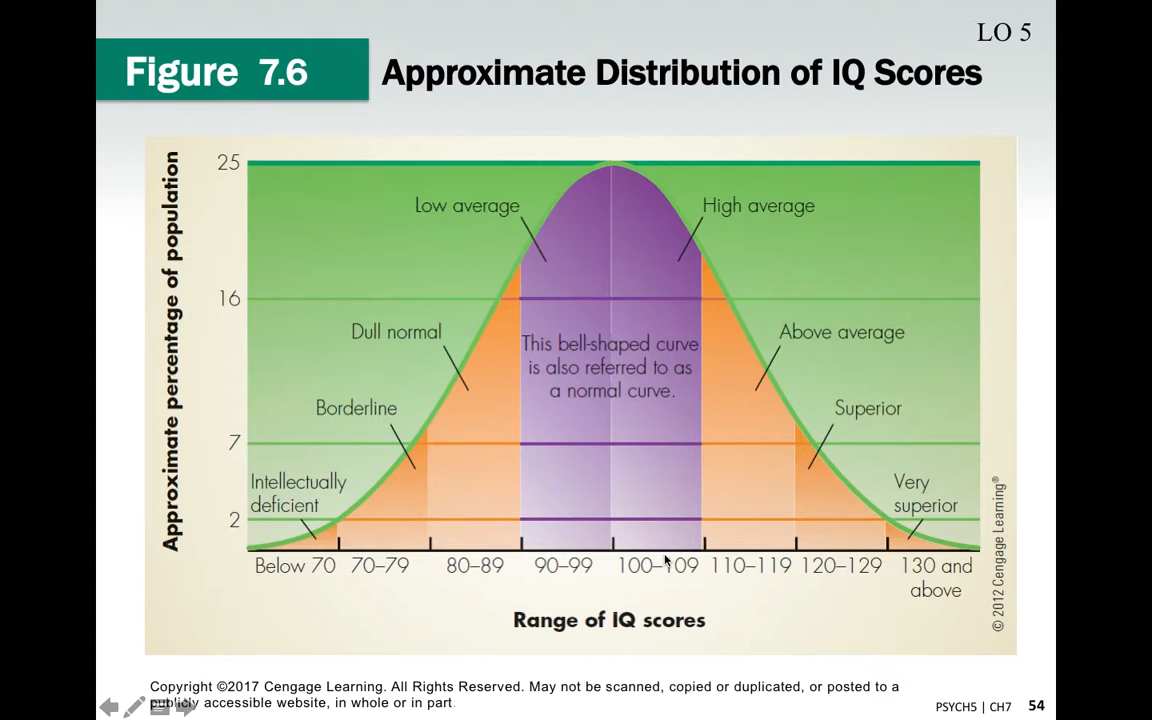 LO 5
Figure 7.6
Approximate Distribution of IQ Scores
Approximate percentage of population
25
16
7
2
Low average
High average
Dull normal
Above average
This bell-shaped curve
is also referred to as
a normal curve.
Borderline
Superior
Intellectually
deficient
Very
superior
Below 70
70–79
80–89
90–99
100–109
110–119
120–129
130 and
above
Range of IQ scores
© 2012 Cengage Learning®
Copyright ©2017 Cengage Learning. All Rights Reserved. May not be scanned, copied or duplicated, or posted to a
publicly accessible website, in whole or in part.
PSYCH5 | CH7
54